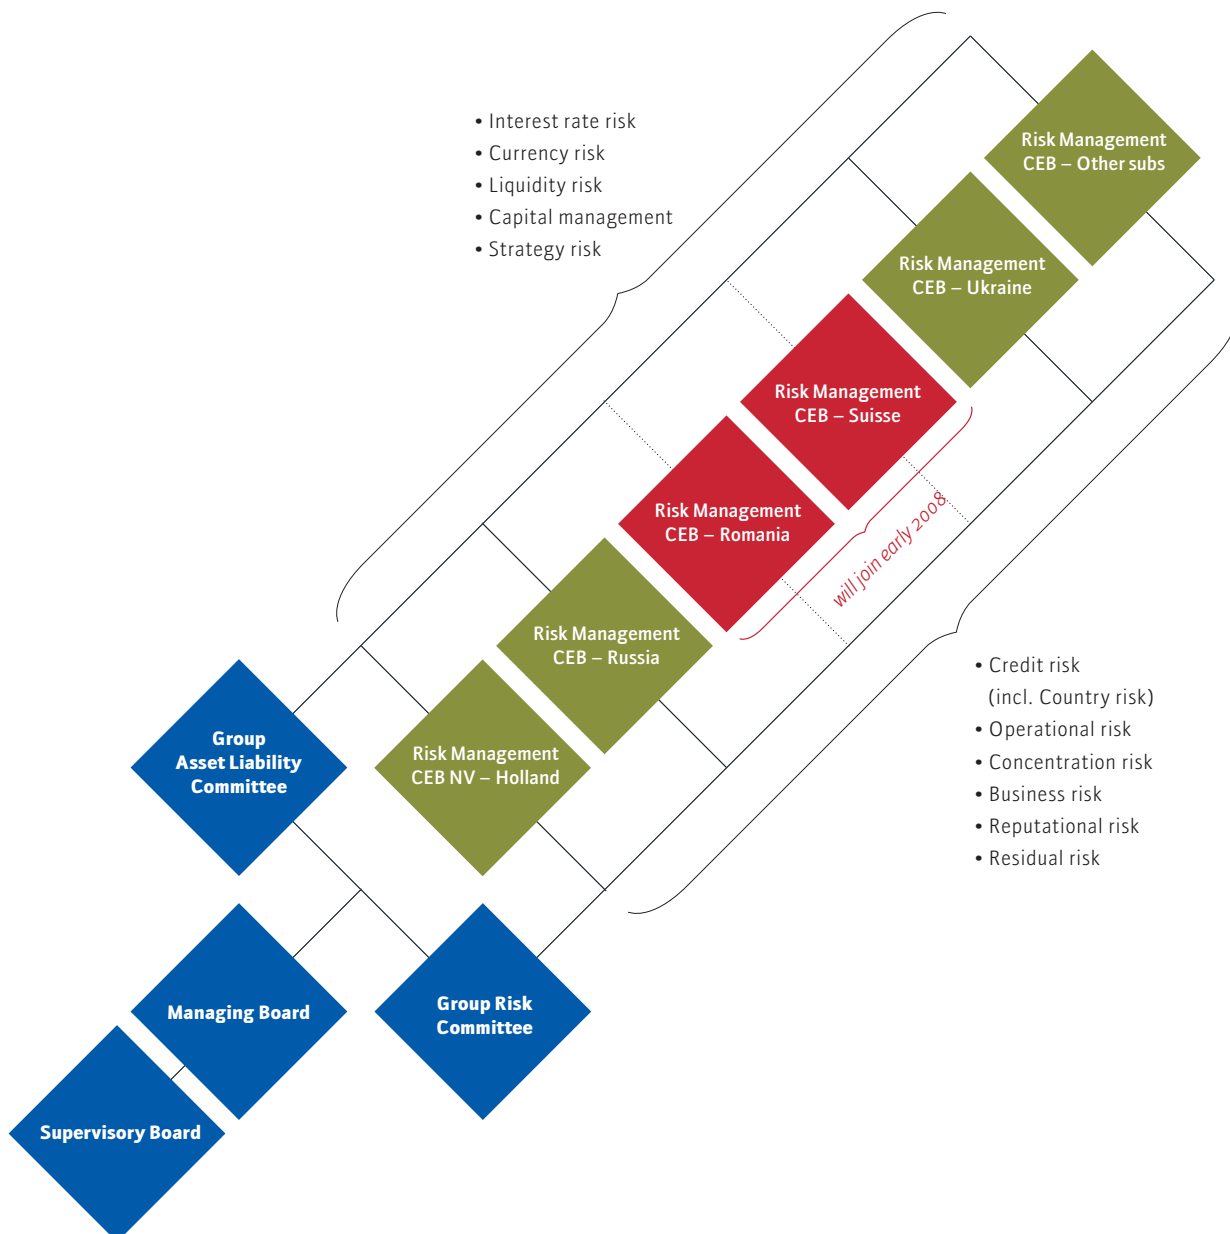 • Interest rate risk
• Currency risk
• Liquidity risk
• Capital management
• Strategy risk
Risk Management
CEB – Other subs
Risk Management
CEB – Ukraine
Risk Management
CEB – Suisse
Risk Management
CEB – Romania
will join early 2008
Risk Management
CEB – Russia
Risk Management
CEB NV – Holland
Group
Asset Liability
Committee
• Credit risk
(incl. Country risk)
• Operational risk
• Concentration risk
• Business risk
• Reputational risk
• Residual risk
Managing Board
Group Risk
Committee
Supervisory Board